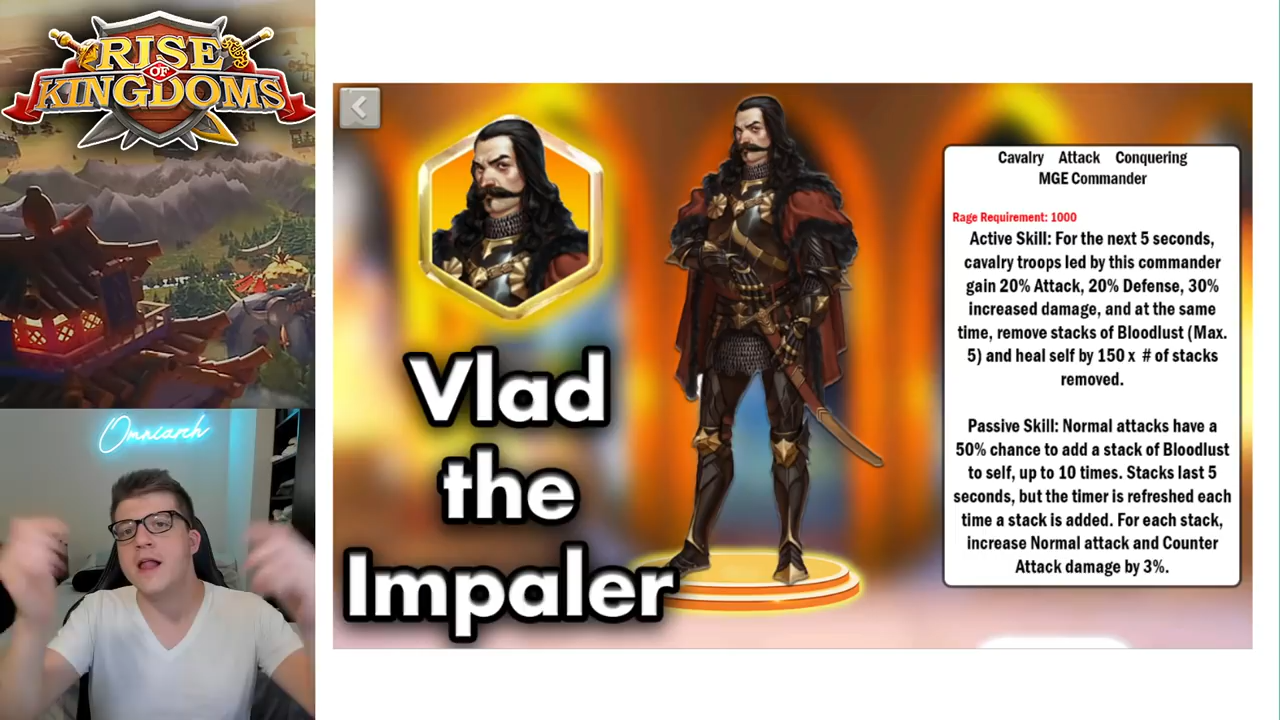 RISE
OF
KINGDOMS
Omniarch
Vlad
the
Impaler
Cavalry Attack Conquering
MGE Commander
Rage Requirement: 1000
Active Skill: For the next 5 seconds,
cavalry troops led by this commander
gain 20% Attack, 20% Defense, 30%
increased damage, and at the same
time, remove stacks of Bloodlust (Max.
5) and heal self by 150 x # of stacks
removed.
Passive Skill: Normal attacks have a
50% chance to add a stack of Bloodlust
to self, up to 10 times. Stacks last 5
seconds, but the timer is refreshed each
time a stack is added. For each stack,
increase Normal attack and Counter
Attack damage by 3%.